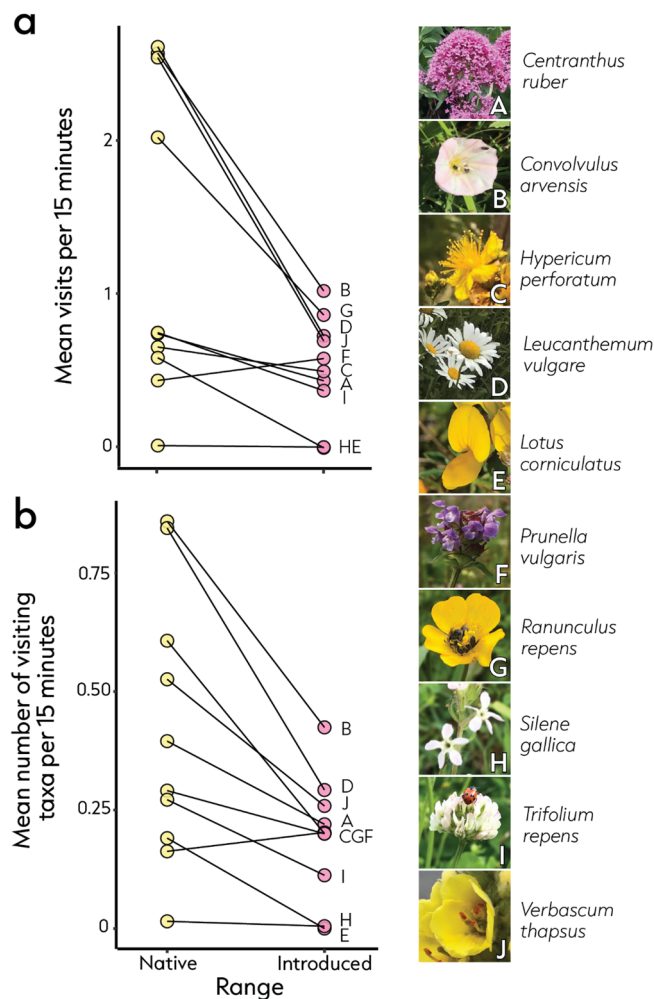 a
Mean visits per 15 minutes
2
1
0
B
G
D
J
F
C
A
I
HE
b
Mean number of visiting
taxa per 15 minutes
0.75
0.50
0.25
0
B
D
J
A
CGF
I
H
E
Native
Introduced
Range
A
Centranthus
ruber
B
Convolvulus
arvensis
C
Hypericum
perforatum
D
Leucanthemum
vulgare
E
Lotus
corniculatus
F
Prunella
vulgaris
G
Ranunculus
repens
H
Silene
gallica
I
Trifolium
repens
J
Verbascum
thapsus